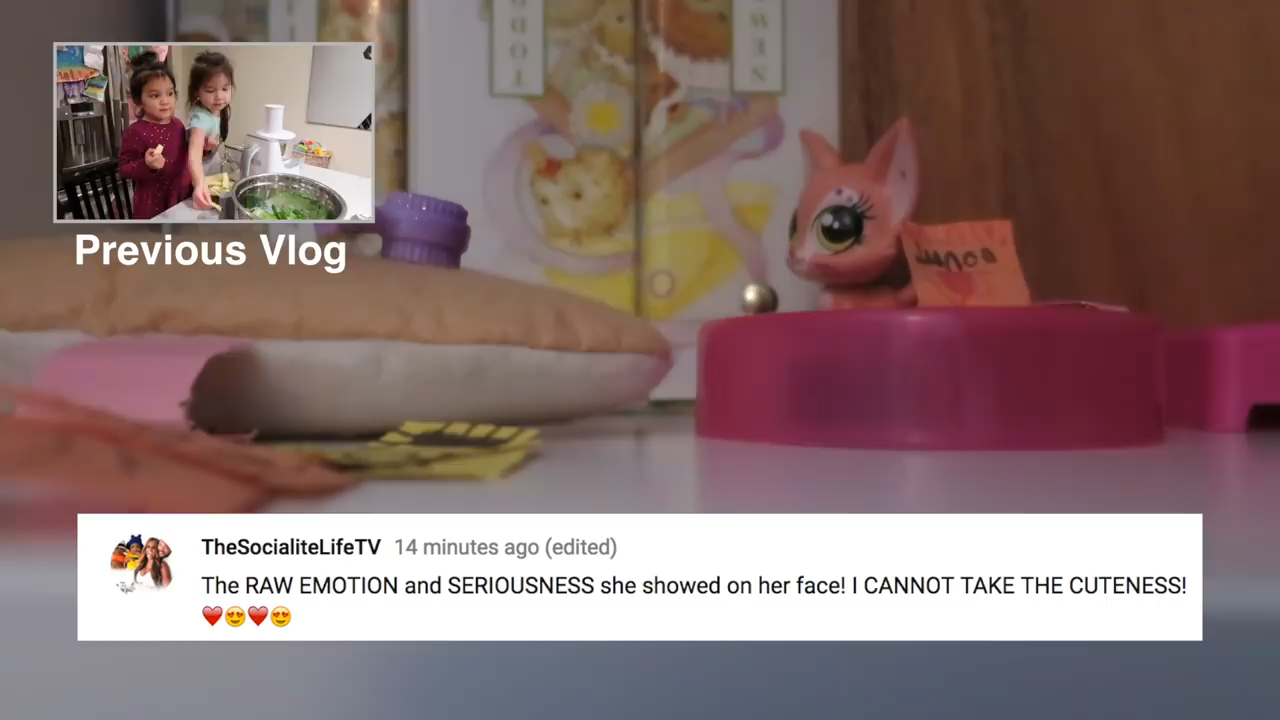 Previous Vlog
TheSocialiteLifeTV 14 minutes ago (edited)
The RAW EMOTION and SERIOUSNESS she showed on her face! I CANNOT TAKE THE CUTENESS!
❤️😍❤️😍